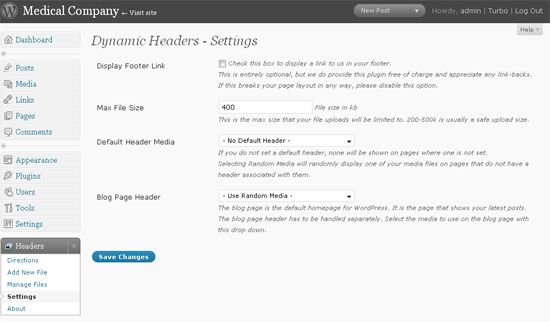 Medical Company ← Visit site
New Post
Howdy, admin | Turbo | Log Out
Help
Dashboard
Posts
Media
Links
Pages
Comments
Appearance
Plugins
Users
Tools
Settings
Headers
Directions
Add New File
Manage Files
Settings
About
Dynamic Headers - Settings
Display Footer Link
Check this box to display a link to us in your footer.
This is entirely optional, but we do provide this plugin free of charge and appreciate any link-backs.
If this breaks your page layout in any way, please disable this option.
Max File Size
400 File size in kb
This is the max size that your file uploads will be limited to. 200-500k is usually a safe upload size.
Default Header Media
- No Default Header -
If you do not set a default header, none will be shown on pages where one is not set.
Selecting Random Media will randomly display one of your media files on pages that do not have a
header associated with them.
Blog Page Header
- Use Random Media -
The blog page is the default homepage for WordPress. It is the page that shows your latest posts.
The blog page header has to be handled separately. Select the media to use on the blog page with
this drop down.
Save Changes